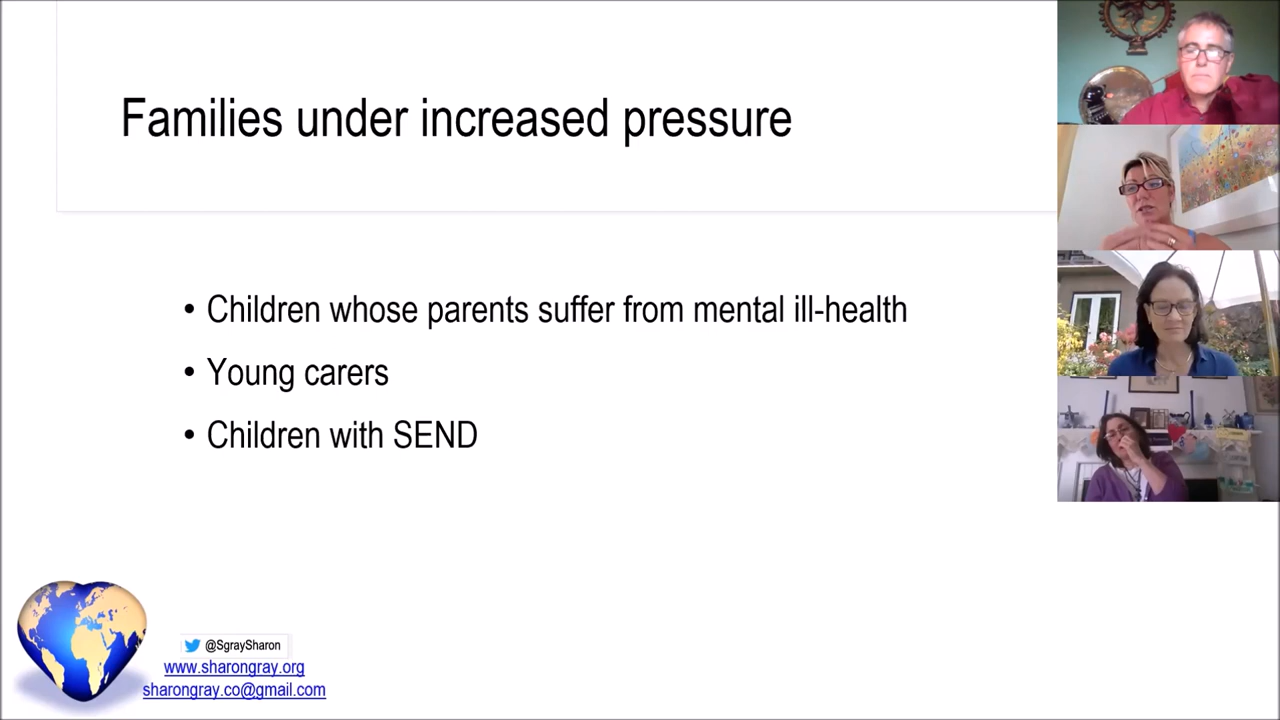 Families under increased pressure
• Children whose parents suffer from mental ill-health
• Young carers
• Children with SEND
@SgraySharon
www.sharongray.org
sharongray.co@gmail.com